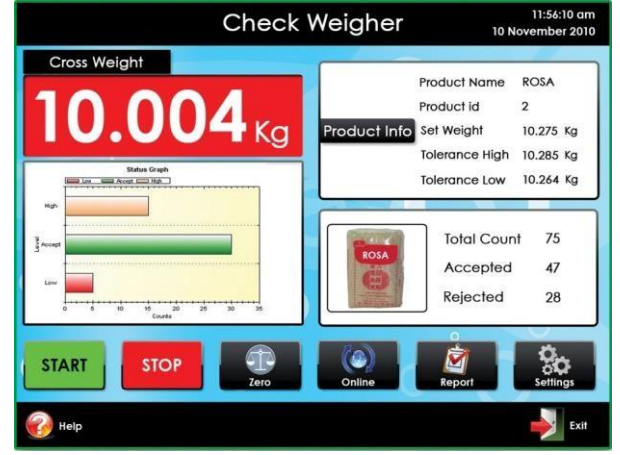 Check Weigher
11:56:10 am
10 November 2010
Cross Weight
10.004 Kg
Product Info
Product Name ROSA
Product id 2
Set Weight 10.275 Kg
Tolerance High 10.285 Kg
Tolerance Low 10.264 Kg
Status Graph
Low Accept High
High
Accept
Low
Level
0 5 10 15 20 25 30 35
Counts
ROSA
Total Count 75
Accepted 47
Rejected 28
START
STOP
Zero
Online
Report
Settings
Help
Exit